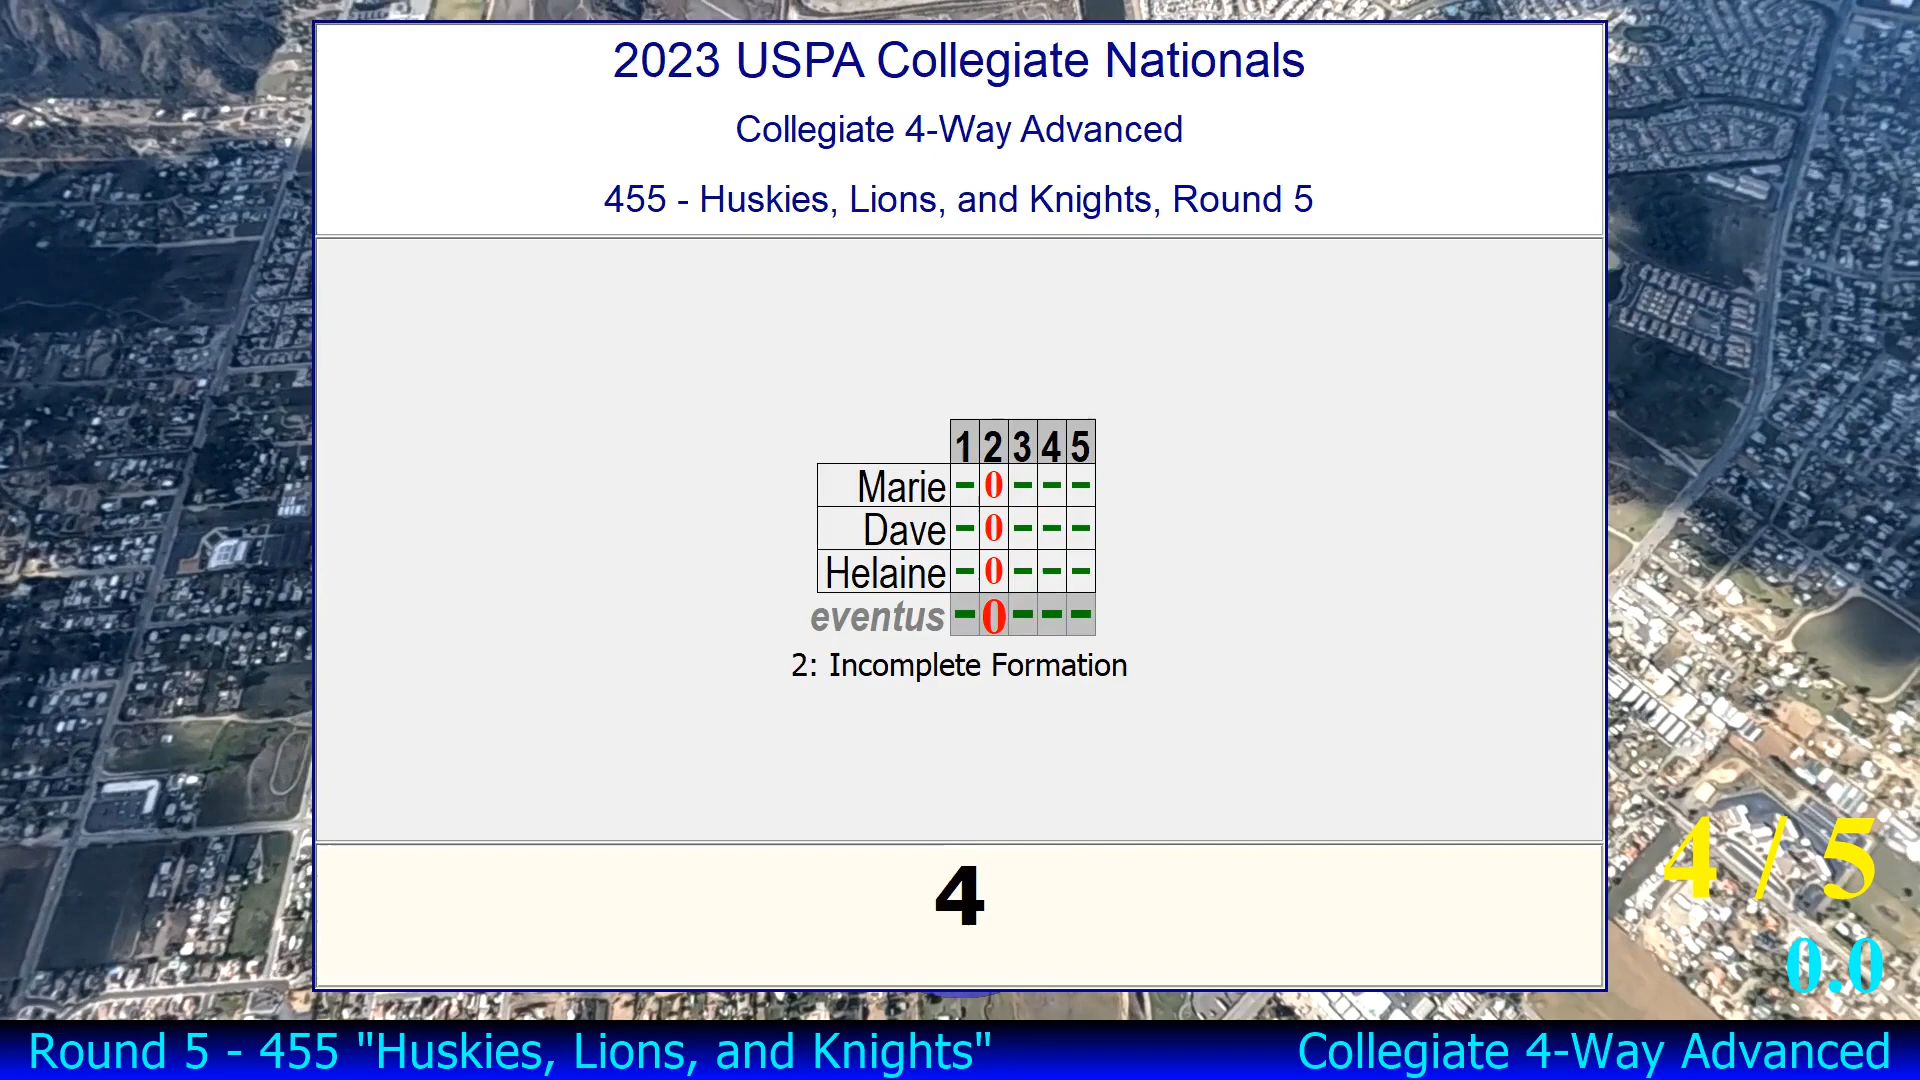 2023 USPA Collegiate Nationals
Collegiate 4-Way Advanced
455 - Huskies, Lions, and Knights, Round 5
1 2 3 4 5
Marie - 0 - - -
Dave - 0 - - -
Helaine - 0 - - -
eventus - 0 - - -
2: Incomplete Formation
4
4 / 5
0.0
Round 5 - 455 "Huskies, Lions, and Knights" Collegiate 4-Way Advanced